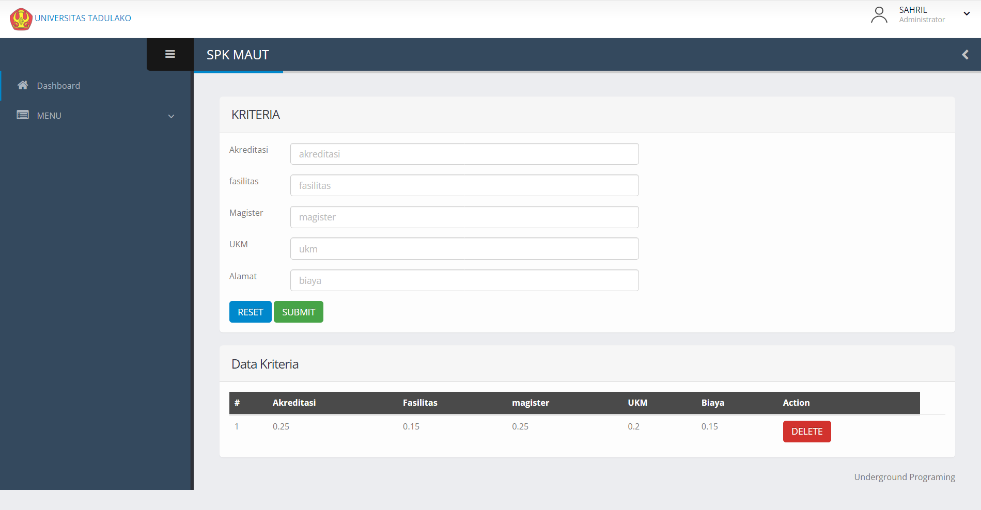 UNIVERSITAS TADULAKO
SAHRIL
Administrator
SPK MAUT
Dashboard
MENU
KRITERIA
Akreditasi akreditasi
fasilitas fasilitas
Magister magister
UKM ukm
Alamat biaya
RESET SUBMIT
Data Kriteria
# Akreditasi Fasilitas magister UKM Biaya Action
1 0.25 0.15 0.25 0.2 0.15 DELETE
Underground Programing